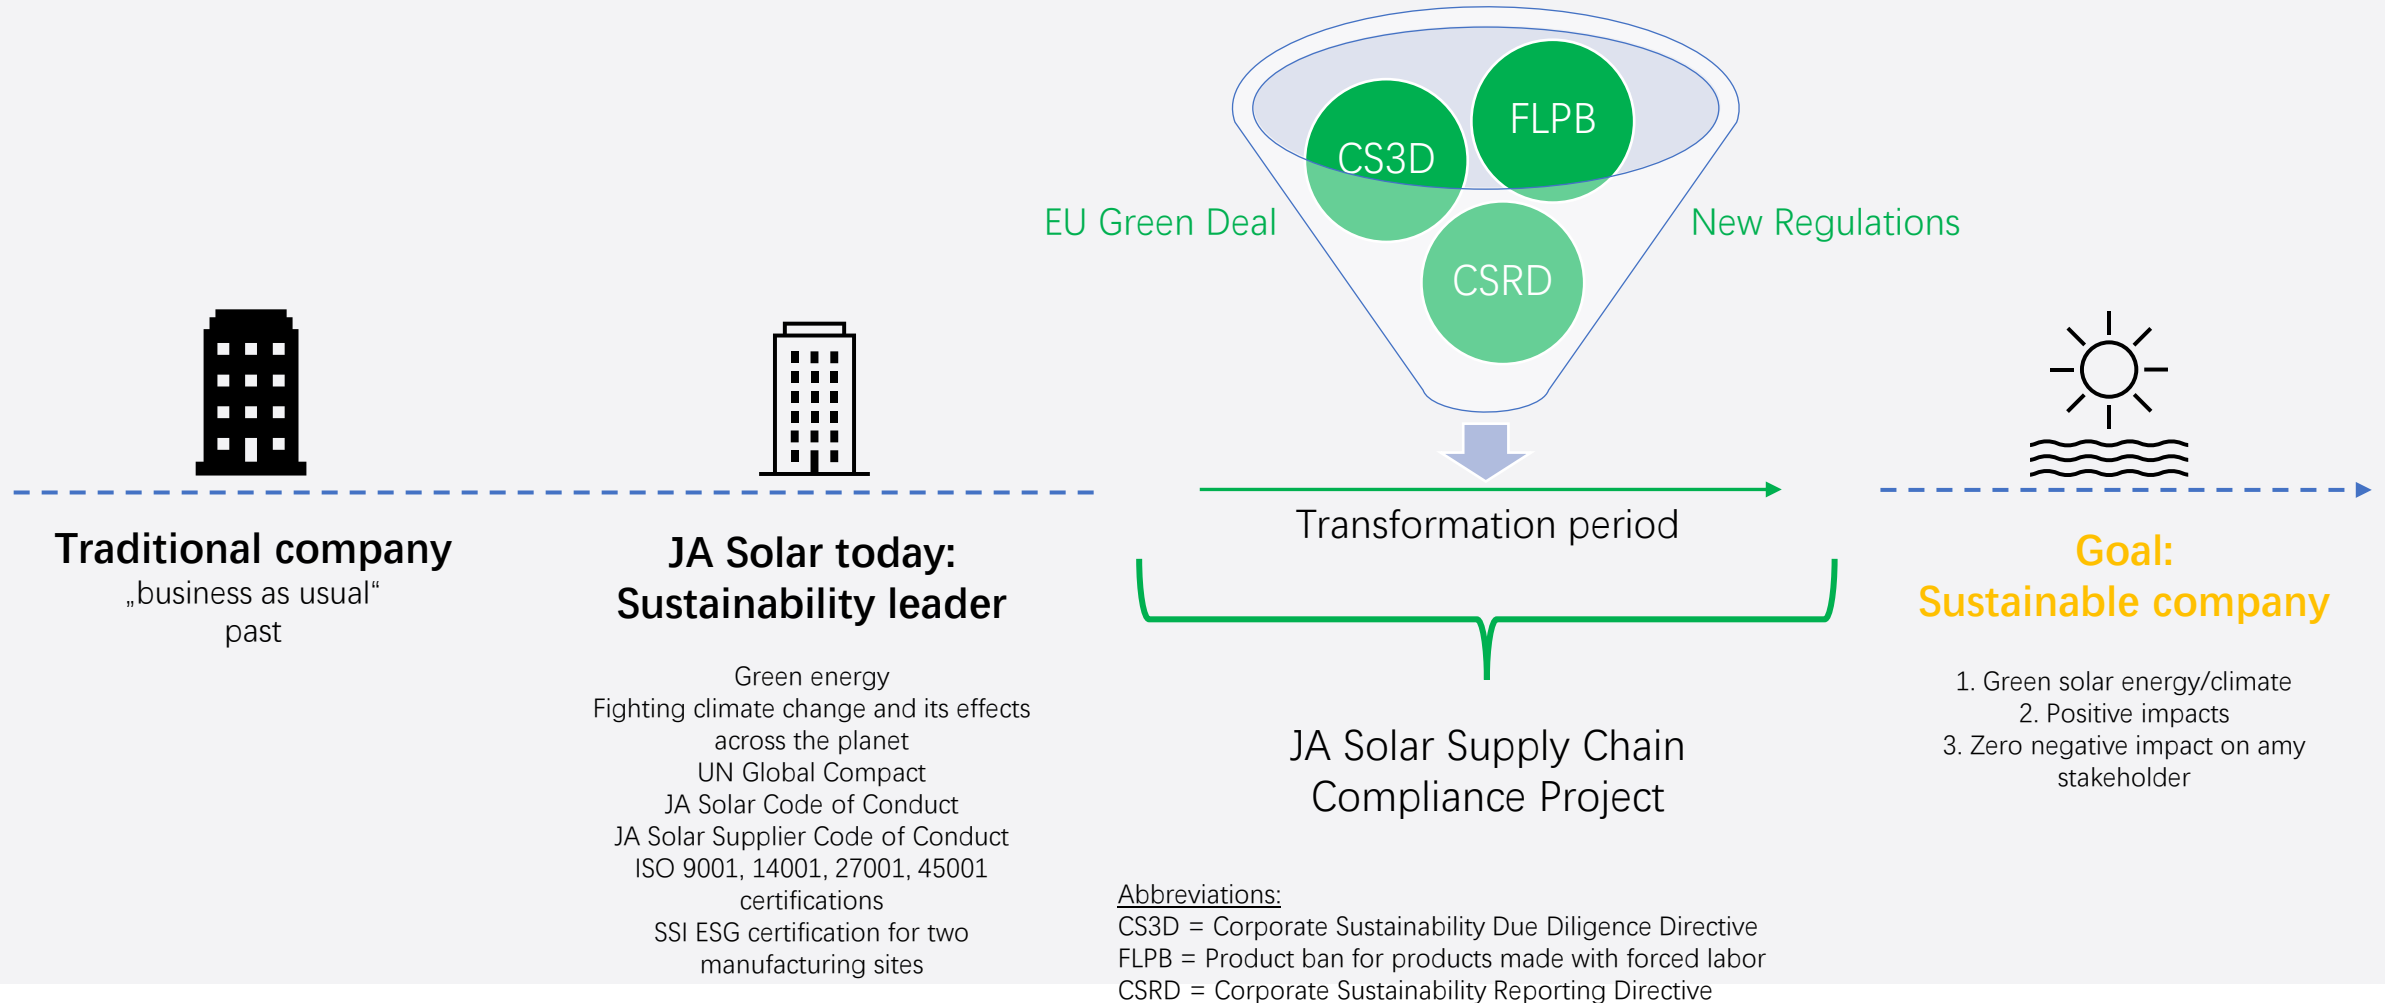 CS3D
FLPB
CSRD
EU Green Deal
New Regulations
Traditional company
„business as usual“
past
JA Solar today:
Sustainability leader
Green energy
Fighting climate change and its effects
across the planet
UN Global Compact
JA Solar Code of Conduct
JA Solar Supplier Code of Conduct
ISO 9001, 14001, 27001, 45001
certifications
SSI ESG certification for two
manufacturing sites
Transformation period
JA Solar Supply Chain
Compliance Project
Abbreviations:
CS3D = Corporate Sustainability Due Diligence Directive
FLPB = Product ban for products made with forced labor
CSRD = Corporate Sustainability Reporting Directive
Goal:
Sustainable company
1. Green solar energy/climate
2. Positive impacts
3. Zero negative impact on amy
stakeholder